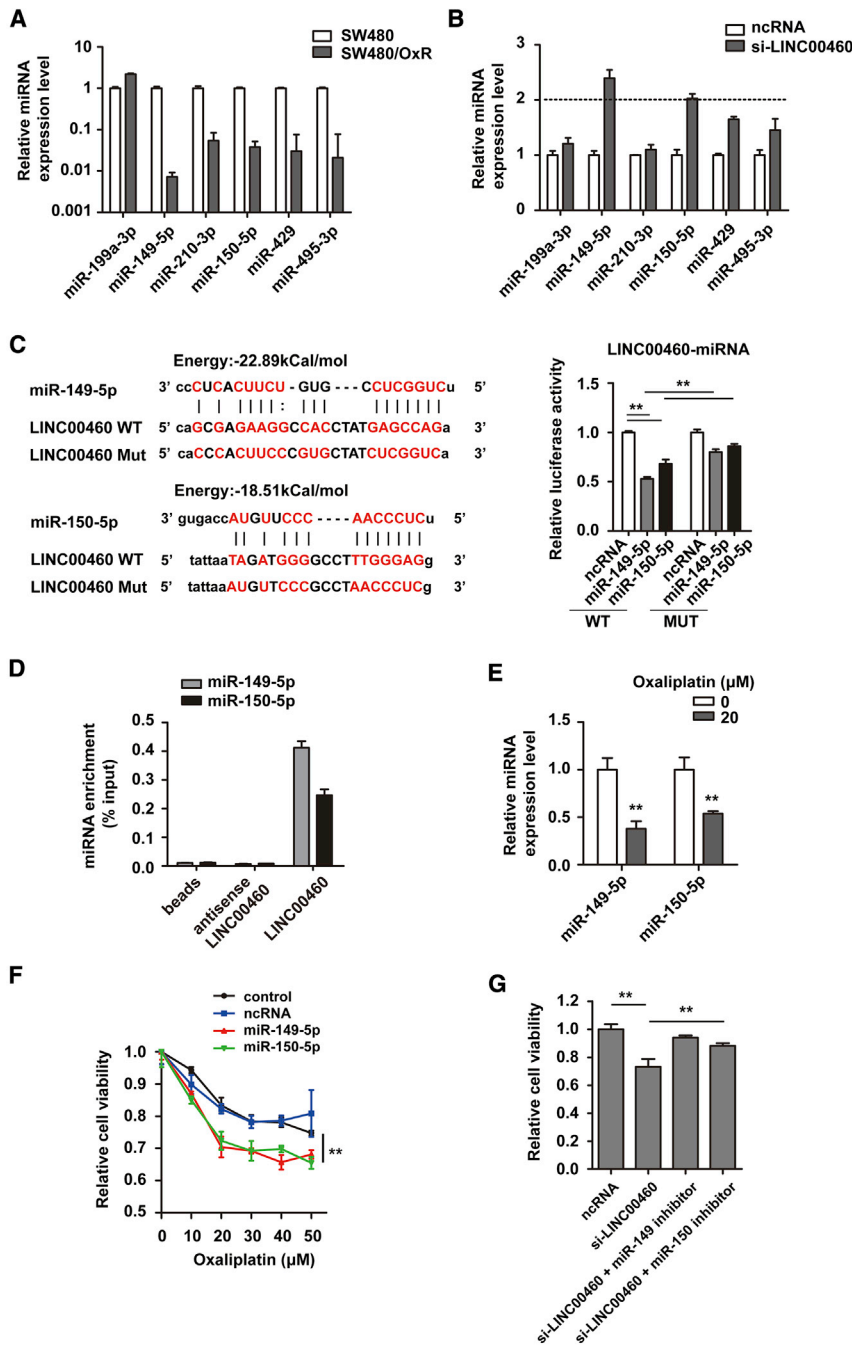 A
SW480
SW480/OxR
Relative miRNA
expression level
10
1
0.1
0.01
0.001
miR-199a-3p
miR-149-5p
miR-210-3p
miR-150-5p
miR-429
miR-495-3p
B
ncRNA
si-LINC00460
Relative miRNA
expression level
3
2
1
0
miR-199a-3p
miR-149-5p
miR-210-3p
miR-150-5p
miR-429
miR-495-3p
C
Energy:-22.89kCal/mol
miR-149-5p 3' ccCUCACUUCU-GUG---CCUCGGUCu 5'
| | ||||: ||| |||||||
LINC00460 WT 5' caGCGAGAAGGCCACCTATGAGCCAGa 3'
LINC00460 Mut 5' caCCCACUUCCCGUGCTATCUCGGUCa 3'
Energy:-18.51kCal/mol
miR-150-5p 3' gugaccAUGUUCCC----AACCCUCu 5'
|| | |||| |||||||
LINC00460 WT 5' tattaaTAGATGGGGCCTTTGGGAGg 3'
LINC00460 Mut 5' tattaaAUGUTCCCGCCTAACCCUCg 3'
LINC00460-miRNA
Relative luciferase activity
1.5
1.0
0.5
0.0
**
**
ncRNA
miR-149-5p
miR-150-5p
ncRNA
miR-149-5p
miR-150-5p
WT
MUT
D
miR-149-5p
miR-150-5p
miRNA enrichment
(% input)
0.5
0.4
0.3
0.2
0.1
0.0
beads
antisense
LINC00460
LINC00460
E
Oxaliplatin (μM)
0
20
Relative miRNA
expression level
1.5
1.0
0.5
0
**
**
miR-149-5p
miR-150-5p
F
control
ncRNA
miR-149-5p
miR-150-5p
Relative cell viability
1.0
0.9
0.8
0.7
0.6
0.5
**
0 10 20 30 40 50
Oxaliplatin (μM)
G
Relative cell viability
1.2
1.0
0.8
0.6
0.4
0.2
0.0
**
**
ncRNA
si-LINC00460
si-LINC00460 + miR-149 inhibitor
si-LINC00460 + miR-150 inhibitor